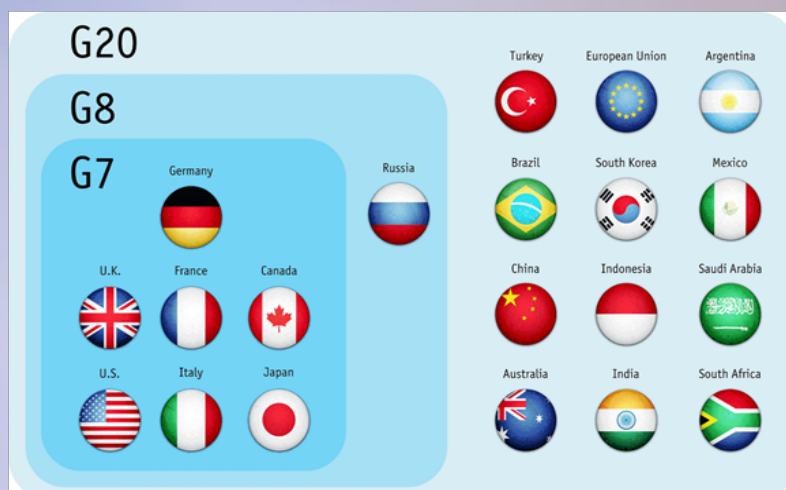 G20
G8
G7
Germany
Russia
U.K.
France
Canada
U.S.
Italy
Japan
Turkey
European Union
Argentina
Brazil
South Korea
Mexico
China
Indonesia
Saudi Arabia
Australia
India
South Africa